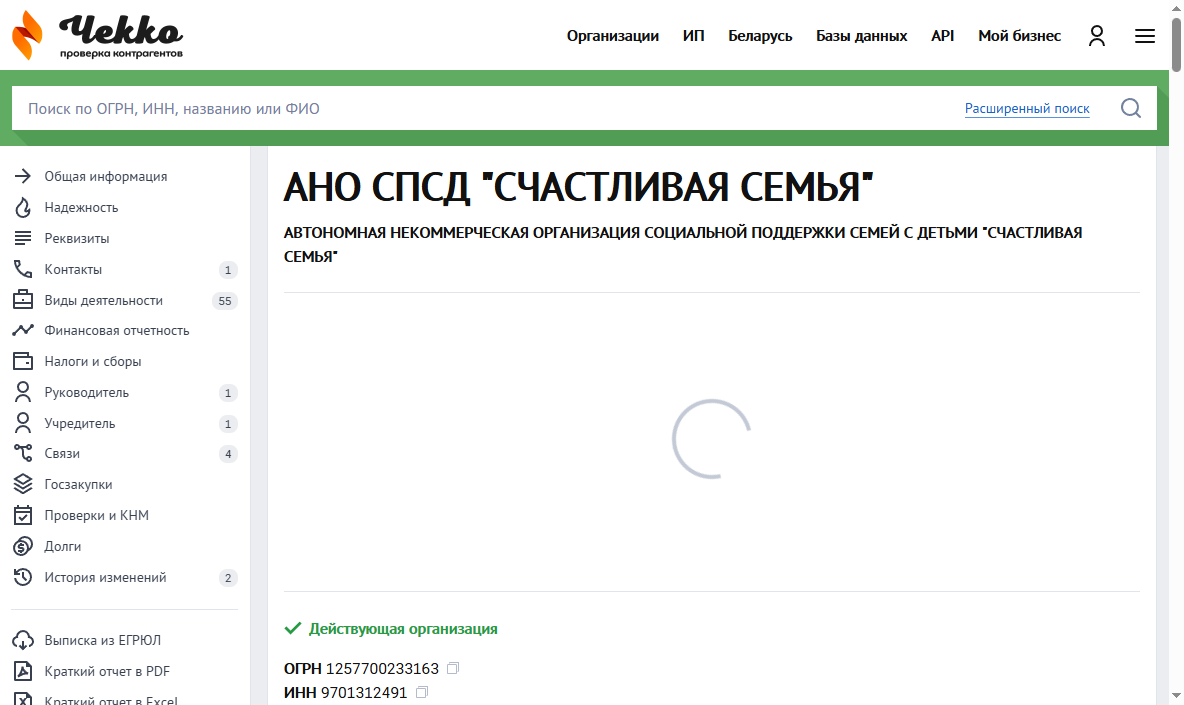 Чекко
проверка контрагентов
Организации ИП Беларусь Базы данных API Мой бизнес
Поиск по ОГРН, ИНН, названию или ФИО Расширенный поиск
Общая информация
Надежность
Реквизиты
Контакты 1
Виды деятельности 55
Финансовая отчетность
Налоги и сборы
Руководитель 1
Учредитель 1
Связи 4
Госзакупки
Проверки и КНМ
Долги
История изменений 2
Выписка из ЕГРЮЛ
Краткий отчет в PDF
Краткий отчет в Excel
АНО СПСД "СЧАСТЛИВАЯ СЕМЬЯ"
АВТОНОМНАЯ НЕКОММЕРЧЕСКАЯ ОРГАНИЗАЦИЯ СОЦИАЛЬНОЙ ПОДДЕРЖКИ СЕМЕЙ С ДЕТЬМИ "СЧАСТЛИВАЯ
СЕМЬЯ"
Действующая организация
ОГРН 1257700233163
ИНН 9701312491